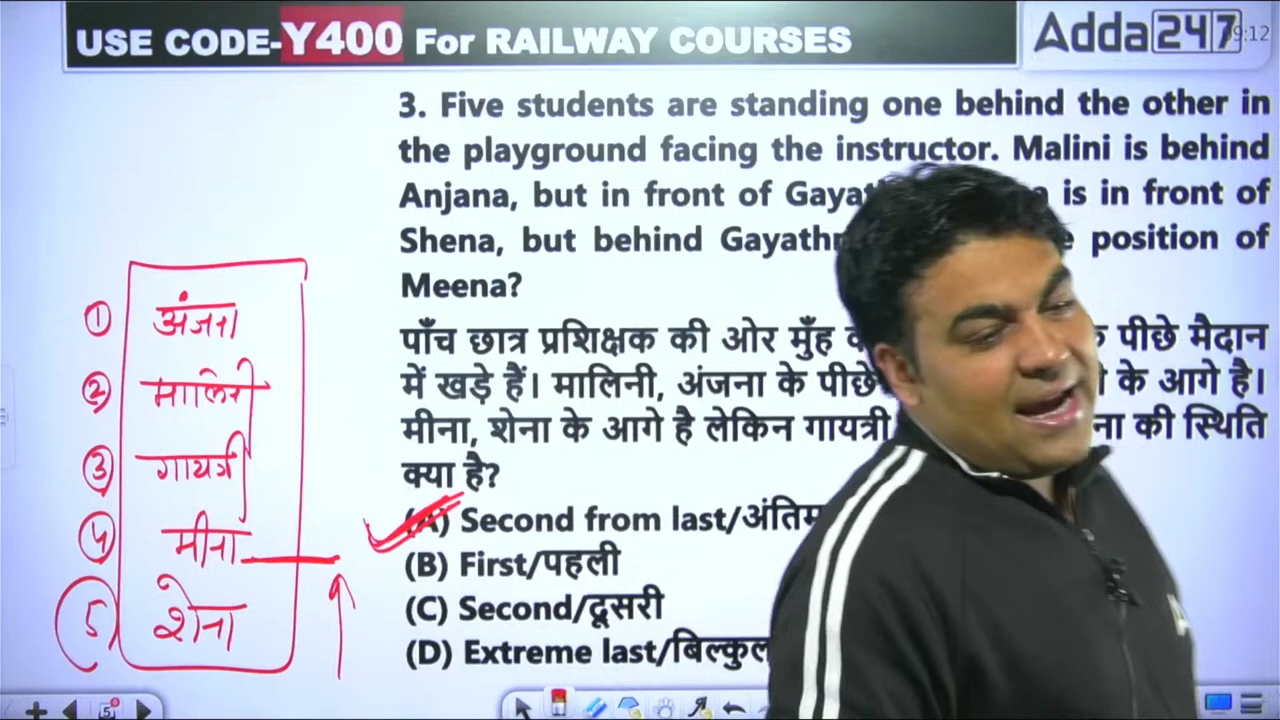 USE CODE-Y400 For RAILWAY COURSES
Adda247
09:12
3. Five students are standing one behind the other in
the playground facing the instructor. Malini is behind
Anjana, but in front of is in front of
Shena, but behind position of
Meena?
पाँच छात्र प्रशिक्षक की ओर मुँह पीछे मैदान
में खड़े हैं। मालिनी, अंजना के पीछे के आगे है।
मीना, शेना के आगे है लेकिन गायत्री की स्थिति
क्या है?
(A) Second from last/अंतिम
(B) First/पहली
(C) Second/दूसरी
(D) Extreme last/बिल्कुल
1 अंजना
2 मालिनी
3 गायत्री
4 मीना
5 शेना
5